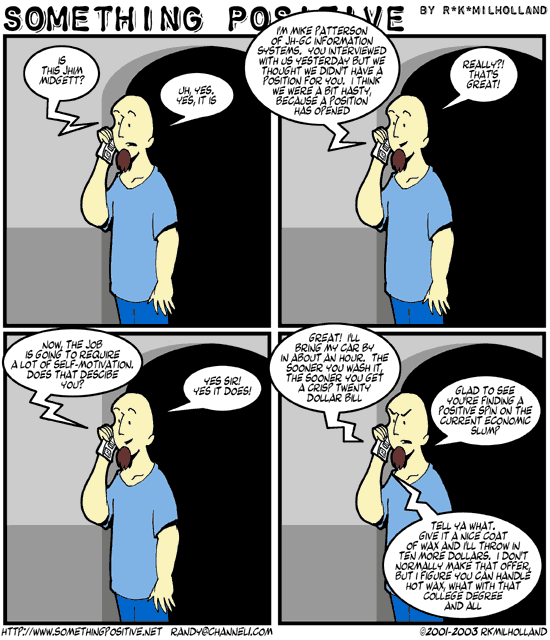 SOMETHING POSITIVE
BY R*K*MILHOLLAND
IS
THIS JHIM
MIDGETT?
UH, YES,
YES, IT IS
I'M MIKE PATTERSON
OF JH-GC INFORMATION
SYSTEMS. YOU INTERVIEWED
WITH US YESTERDAY BUT WE
THOUGHT WE DIDN'T HAVE A
POSITION FOR YOU. I THINK
WE WERE A BIT HASTY,
BECAUSE A POSITION
HAS OPENED
REALLY?!
THAT'S
GREAT!
NOW, THE JOB
IS GOING TO REQUIRE
A LOT OF SELF-MOTIVATION.
DOES THAT DESCIBE
YOU?
YES SIR!
YES IT DOES!
GREAT! I'LL
BRING MY CAR BY
IN ABOUT AN HOUR. THE
SOONER YOU WASH IT,
THE SOONER YOU GET
A CRISP TWENTY
DOLLAR BILL
GLAD TO SEE
YOU'RE FINDING A
POSITIVE SPIN ON THE
CURRENT ECONOMIC
SLUMP
TELL YA WHAT.
GIVE IT A NICE COAT
OF WAX AND I'LL THROW IN
TEN MORE DOLLARS. I DON'T
NORMALLY MAKE THAT OFFER,
BUT I FIGURE YOU CAN HANDLE
HOT WAX, WHAT WITH THAT
COLLEGE DEGREE
AND ALL
HTTP://WWW.SOMETHINGPOSITIVE.NET RANDY@CHANNEL1.COM ©2001-2003 RKMILHOLLAND